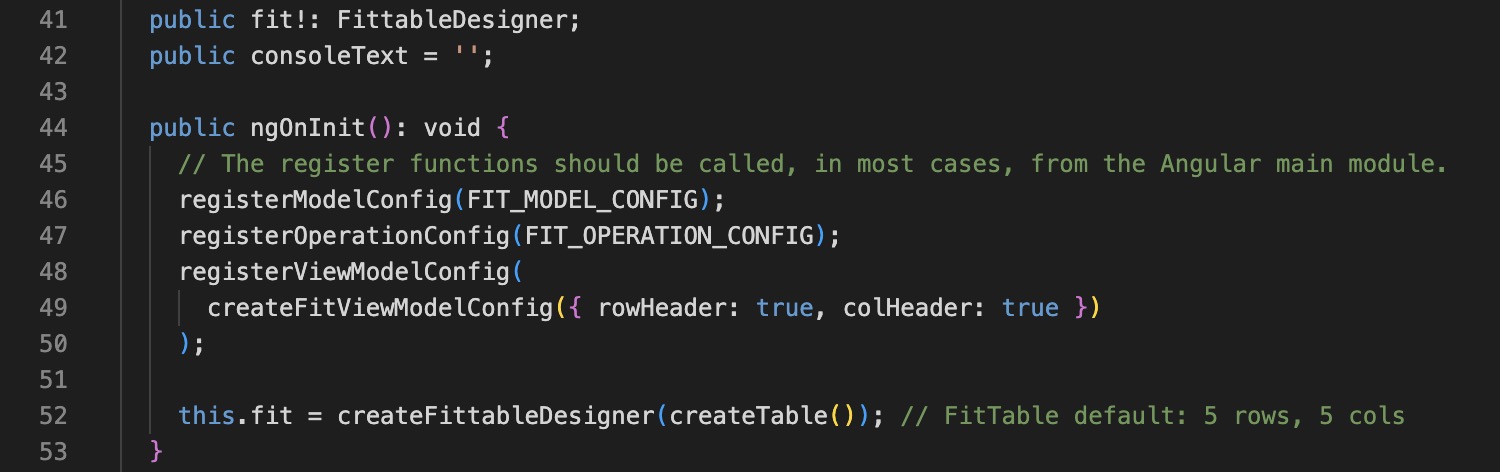 41 public fit!: FittableDesigner;
42 public consoleText = '';
43
44 public ngOnInit(): void {
45 // The register functions should be called, in most cases, from the Angular main module.
46 registerModelConfig(FIT_MODEL_CONFIG);
47 registerOperationConfig(FIT_OPERATION_CONFIG);
48 registerViewModelConfig(
49 createFitViewModelConfig({ rowHeader: true, colHeader: true })
50 );
51
52 this.fit = createFittableDesigner(createTable()); // FitTable default: 5 rows, 5 cols
53 }